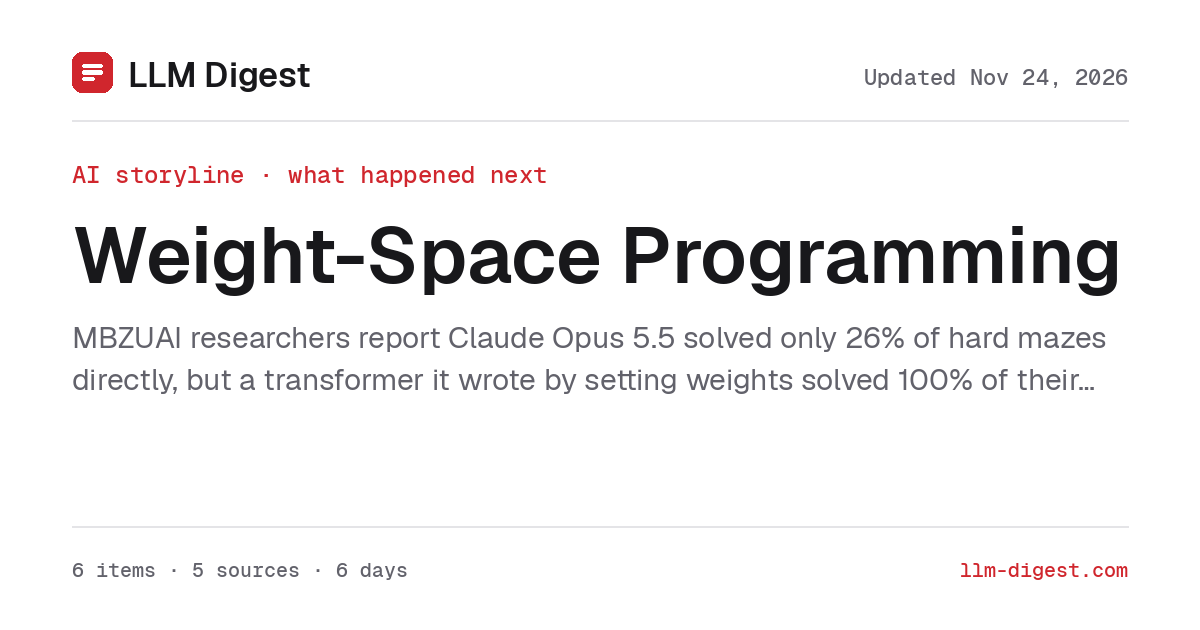 LLM Digest
Updated Nov 24, 2026
AI storyline · what happened next
Weight-Space Programming
MBZUAI researchers report Claude Opus 5.5 solved only 26% of hard mazes
directly, but a transformer it wrote by setting weights solved 100% of their…
6 items · 5 sources · 6 days
llm-digest.com